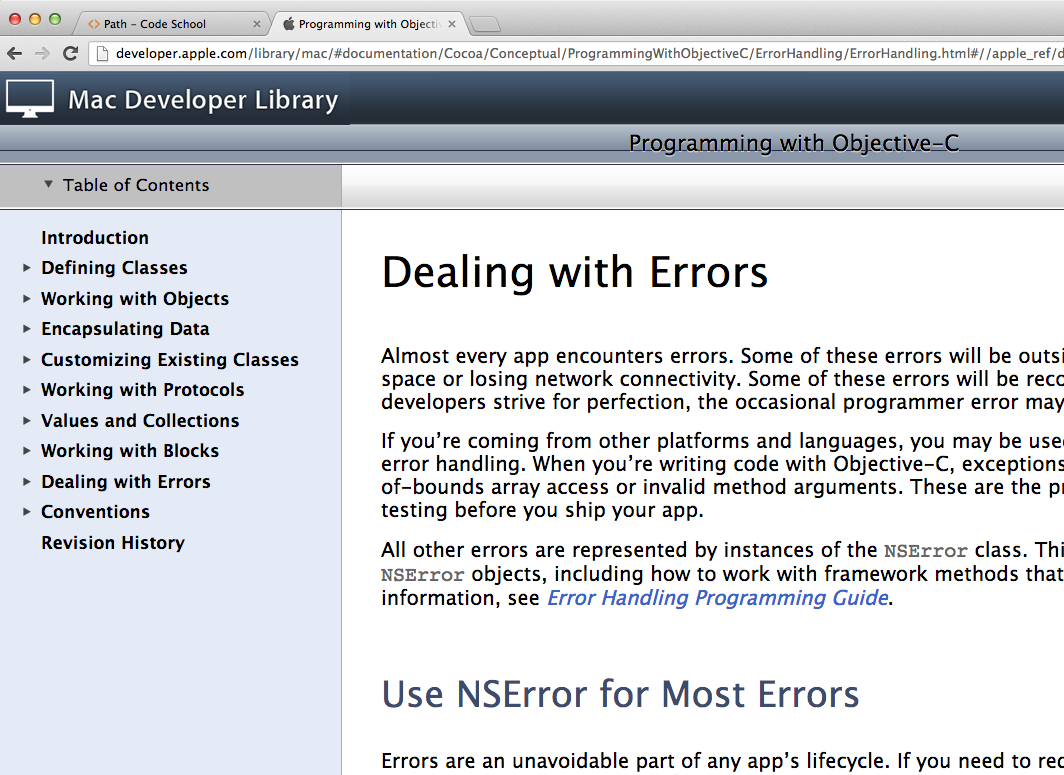 Path – Code School
Programming with Objecti
developer.apple.com/library/mac/#documentation/Cocoa/Conceptual/ProgrammingWithObjectiveC/ErrorHandling/ErrorHandling.html#//apple_ref/d
Mac Developer Library
Programming with Objective-C
Table of Contents
Introduction
Defining Classes
Working with Objects
Encapsulating Data
Customizing Existing Classes
Working with Protocols
Values and Collections
Working with Blocks
Dealing with Errors
Conventions
Revision History
Dealing with Errors
Almost every app encounters errors. Some of these errors will be outsi
space or losing network connectivity. Some of these errors will be reco
developers strive for perfection, the occasional programmer error may
If you’re coming from other platforms and languages, you may be used
error handling. When you’re writing code with Objective-C, exceptions
of-bounds array access or invalid method arguments. These are the pr
testing before you ship your app.
All other errors are represented by instances of the NSError class. Thi
NSError objects, including how to work with framework methods that
information, see Error Handling Programming Guide.
Use NSError for Most Errors
Errors are an unavoidable part of any app’s lifecycle. If you need to rec